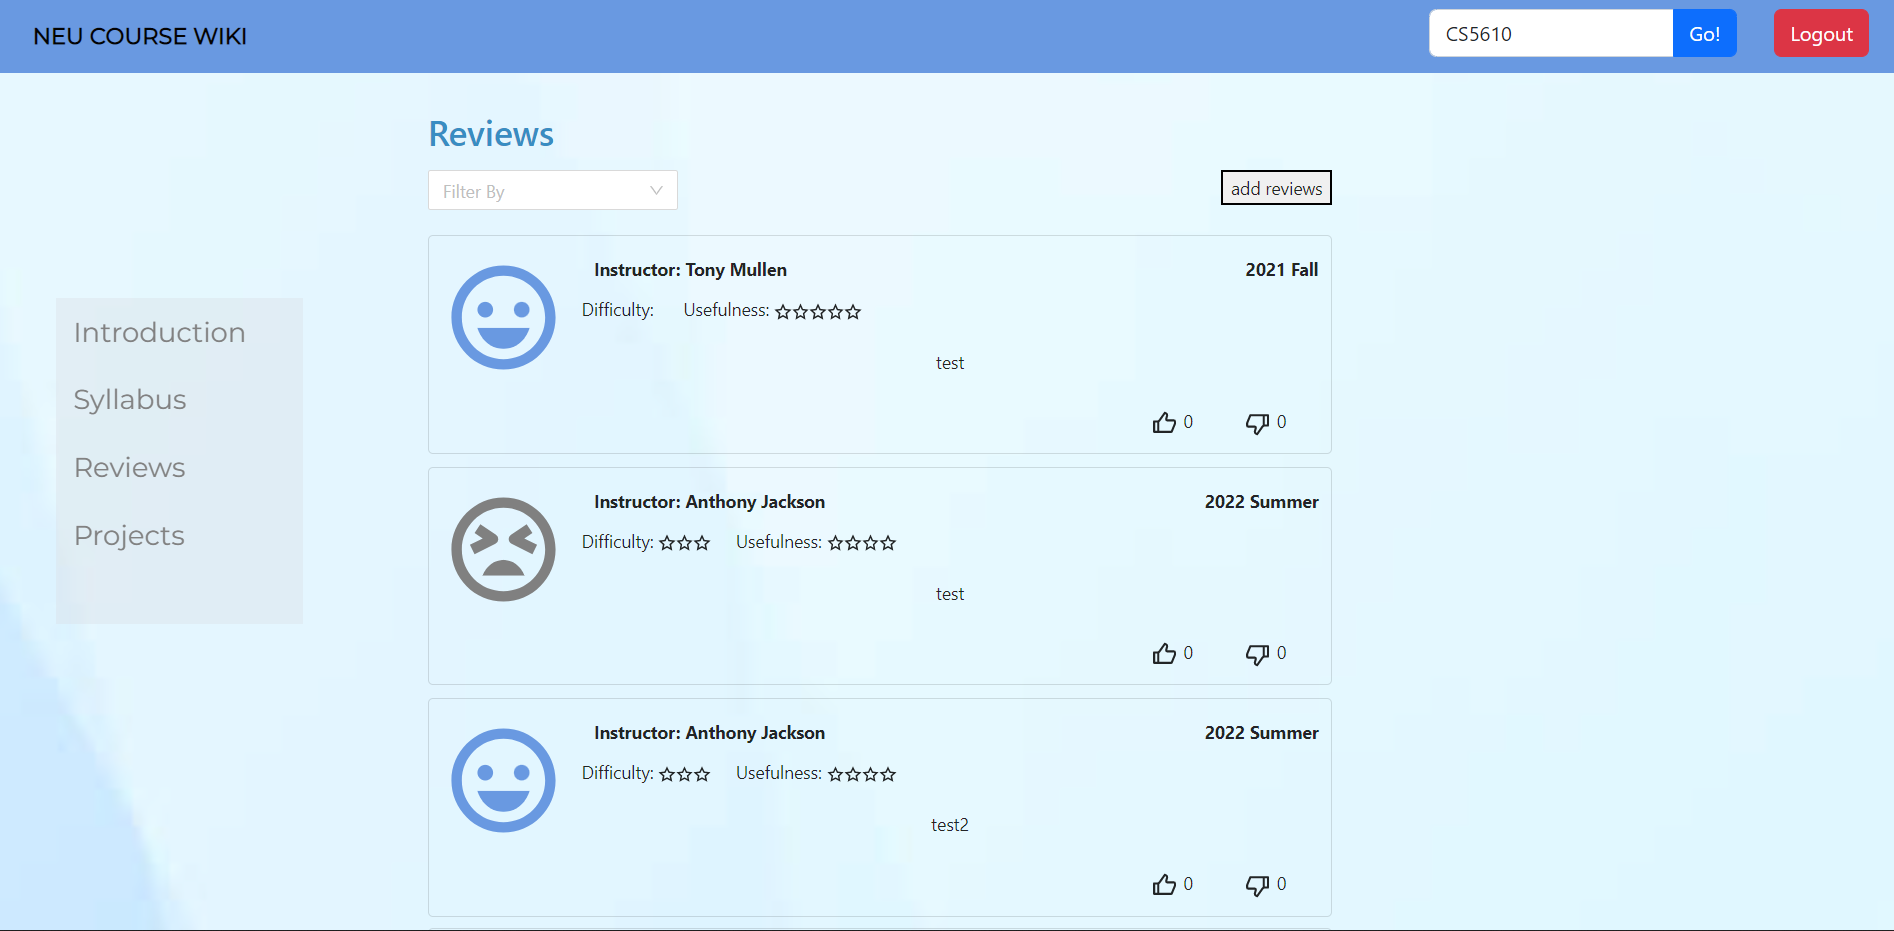 NEU COURSE WIKI
CS5610 Go! Logout
Reviews
Filter By
add reviews
Introduction
Syllabus
Reviews
Projects
Instructor: Tony Mullen 2021 Fall
Difficulty: Usefulness:
test
0 0
Instructor: Anthony Jackson 2022 Summer
Difficulty: Usefulness:
test
0 0
Instructor: Anthony Jackson 2022 Summer
Difficulty: Usefulness:
test2
0 0